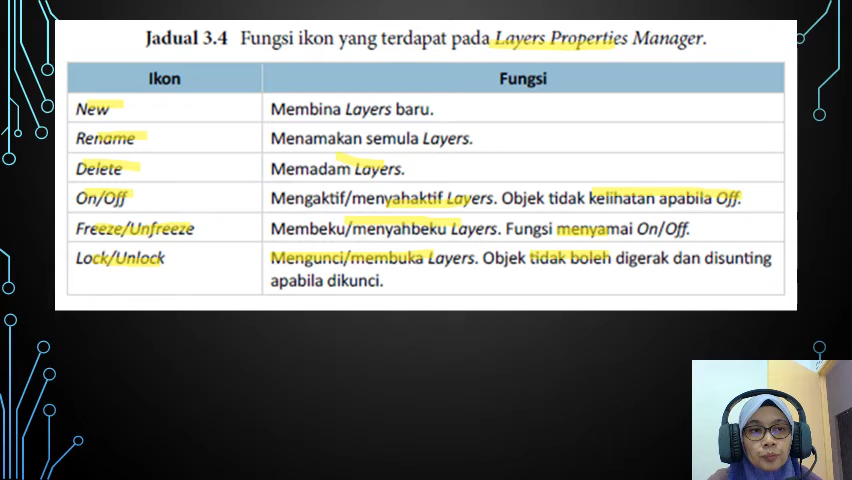 Jadual 3.4 Fungsi ikon yang terdapat pada Layers Properties Manager.
Ikon Fungsi
New Membina Layers baru.
Rename Menamakan semula Layers.
Delete Memadam Layers.
On/Off Mengaktif/menyahaktif Layers. Objek tidak kelihatan apabila Off.
Freeze/Unfreeze Membeku/menyahbeku Layers. Fungsi menyamai On/Off.
Lock/Unlock Mengunci/membuka Layers. Objek tidak boleh digerak dan disunting
apabila dikunci.